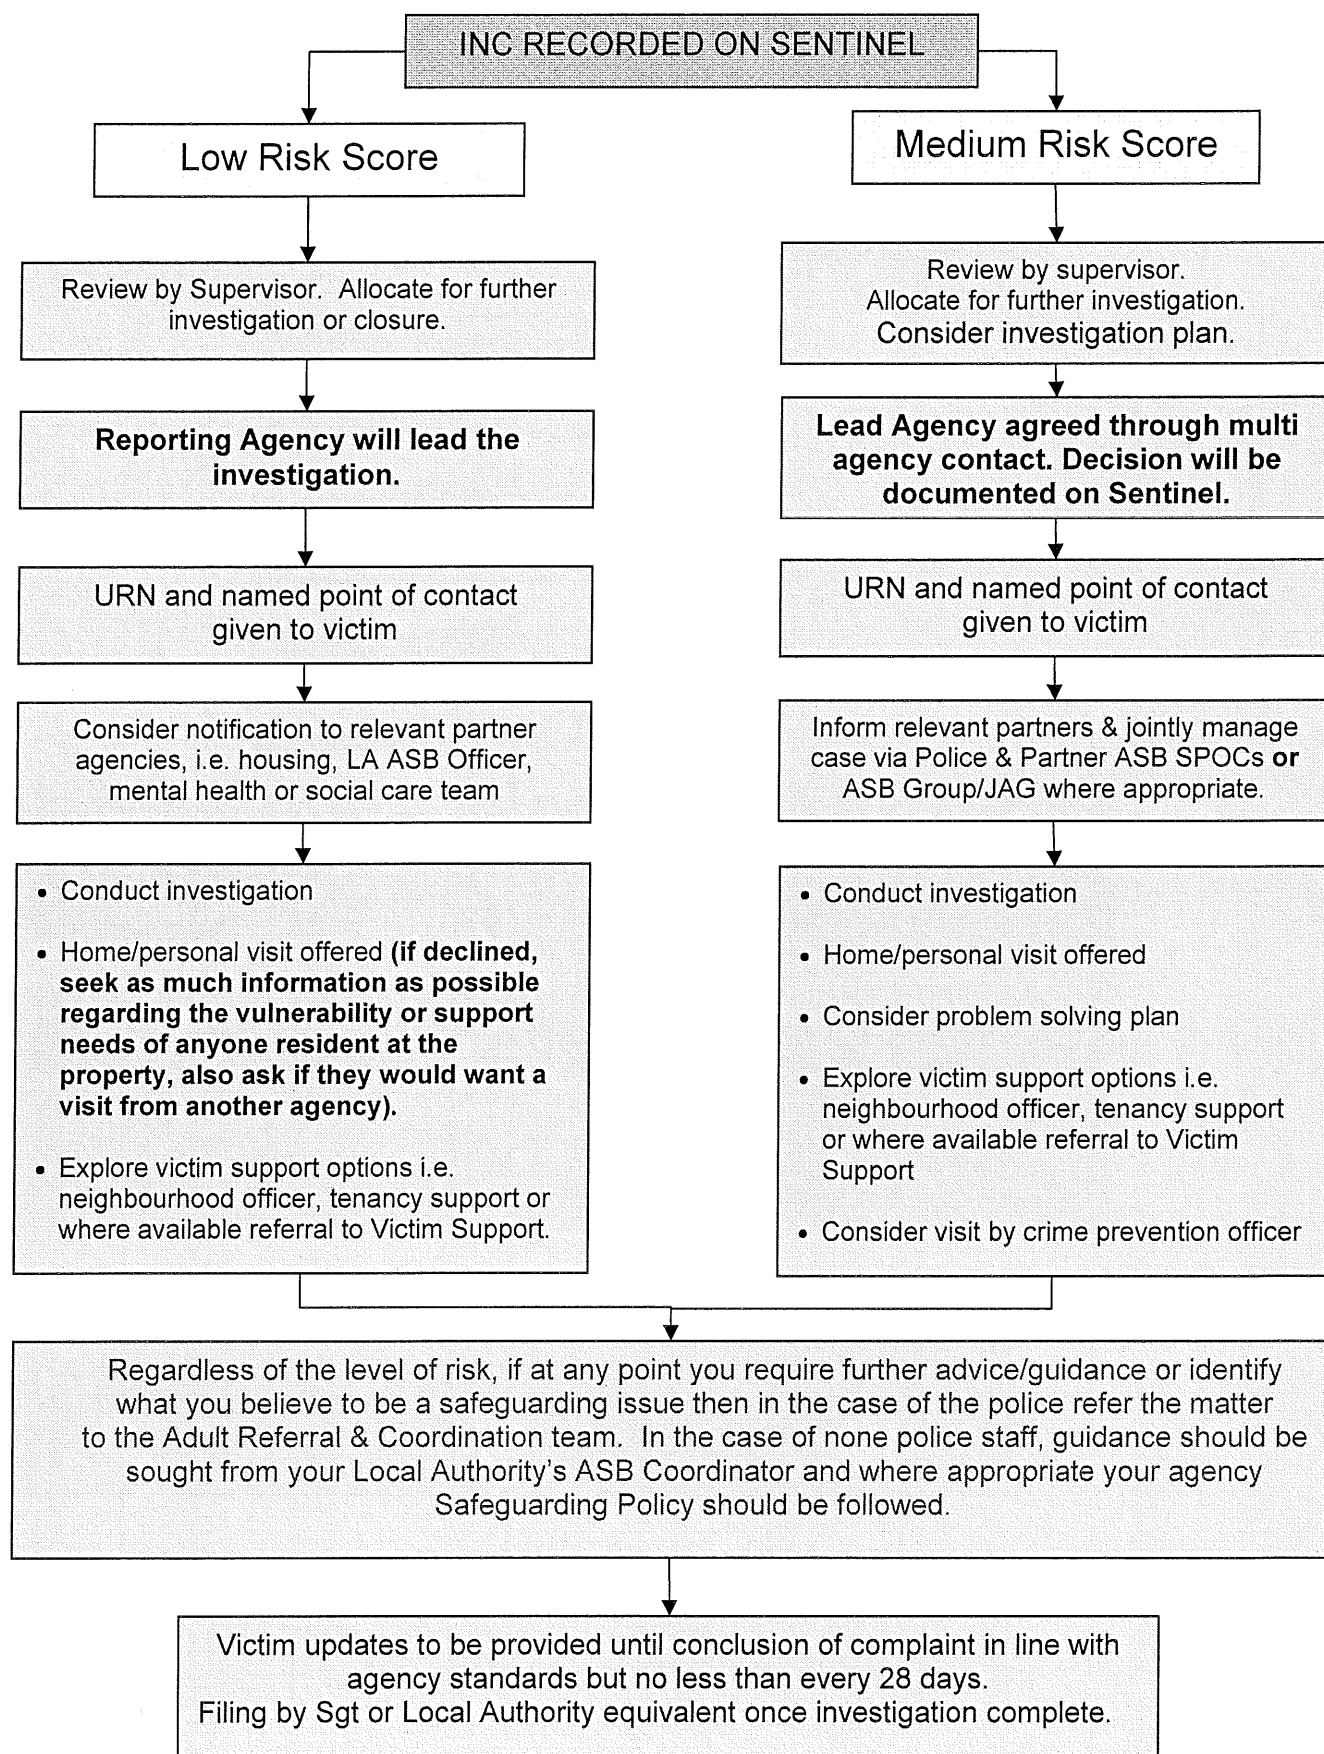 INC RECORDED ON SENTINEL
Low Risk Score
Medium Risk Score
Review by Supervisor.  Allocate for further
investigation or closure.
Review by supervisor.
Allocate for further investigation.
Consider investigation plan.
Reporting Agency will lead the
investigation.
Lead Agency agreed through multi
agency contact. Decision will be
documented on Sentinel.
URN and named point of contact
given to victim
URN and named point of contact
given to victim
Consider notification to relevant partner
agencies, i.e. housing, LA ASB Officer,
mental health or social care team
Inform relevant partners & jointly manage
case via Police & Partner ASB SPOCs or
ASB Group/JAG where appropriate.
• Conduct investigation
• Home/personal visit offered (if declined,
seek as much information as possible
regarding the vulnerability or support
needs of anyone resident at the
property, also ask if they would want a
visit from another agency).
• Explore victim support options i.e.
neighbourhood officer, tenancy support or
where available referral to Victim Support.
• Conduct investigation
• Home/personal visit offered
• Consider problem solving plan
• Explore victim support options i.e.
neighbourhood officer, tenancy support
or where available referral to Victim
Support
• Consider visit by crime prevention officer
Regardless of the level of risk, if at any point you require further advice/guidance or identify
what you believe to be a safeguarding issue then in the case of the police refer the matter
to the Adult Referral & Coordination team.  In the case of none police staff, guidance should be
sought from your Local Authority's ASB Coordinator and where appropriate your agency
Safeguarding Policy should be followed.
Victim updates to be provided until conclusion of complaint in line with
agency standards but no less than every 28 days.
Filing by Sgt or Local Authority equivalent once investigation complete.